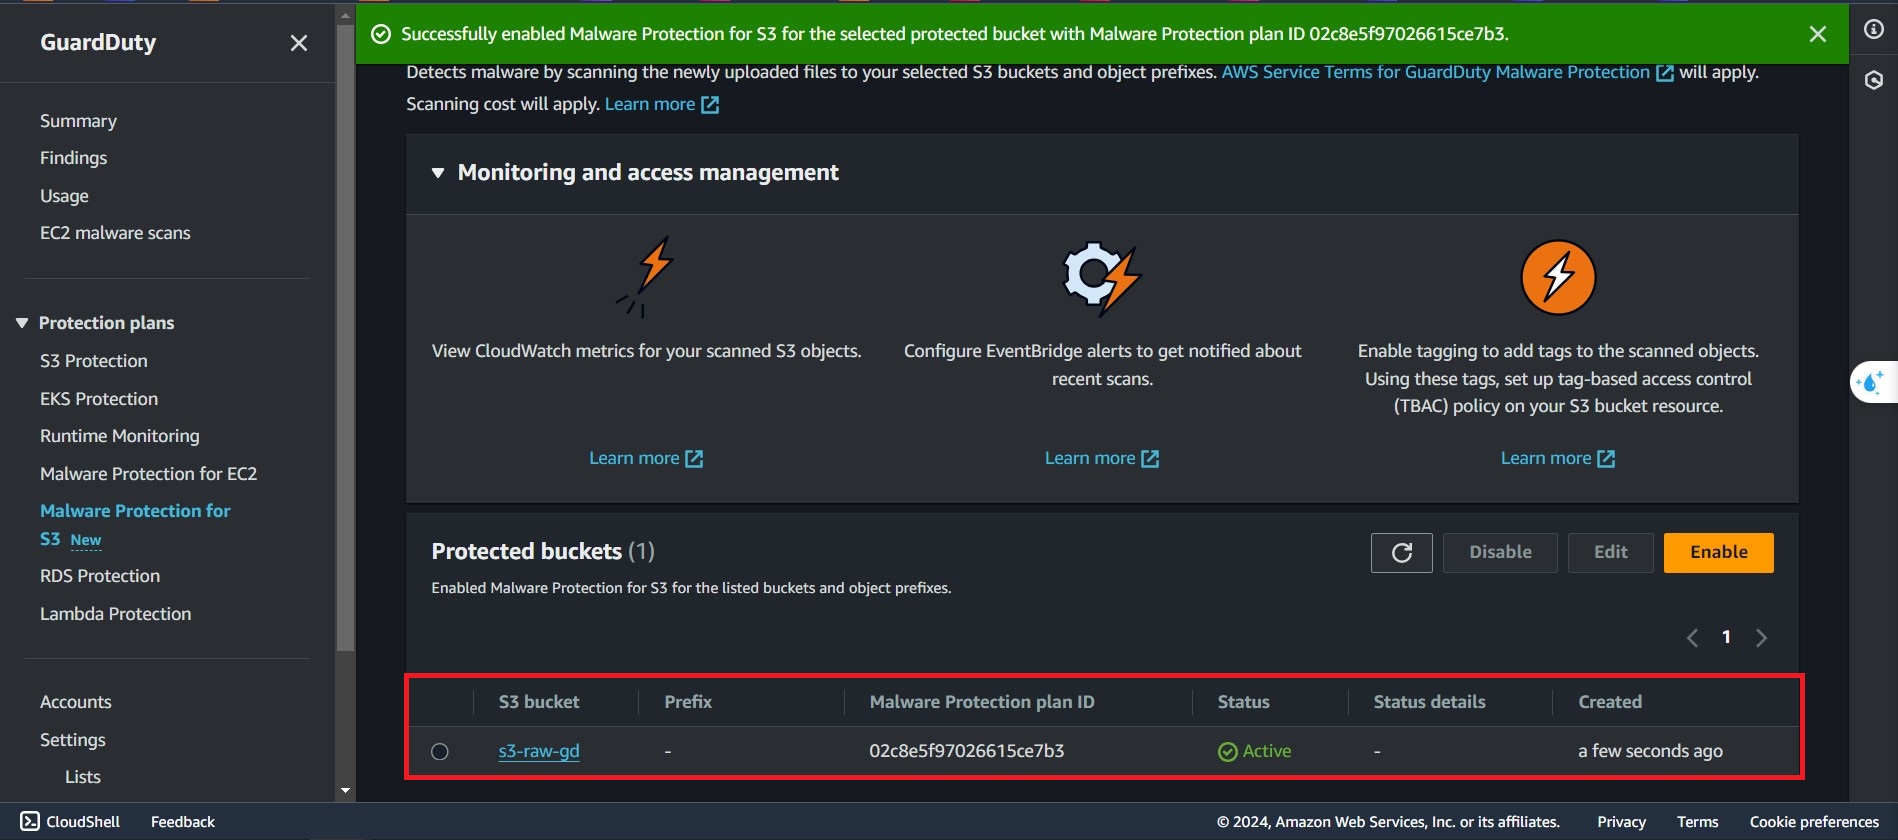 GuardDuty
Summary
Findings
Usage
EC2 malware scans
Protection plans
S3 Protection
EKS Protection
Runtime Monitoring
Malware Protection for EC2
Malware Protection for
S3 New
RDS Protection
Lambda Protection
Accounts
Settings
Lists
Successfully enabled Malware Protection for S3 for the selected protected bucket with Malware Protection plan ID 02c8e5f97026615ce7b3.
Detects malware by scanning the newly uploaded files to your selected S3 buckets and object prefixes. AWS Service Terms for GuardDuty Malware Protection will apply.
Scanning cost will apply. Learn more
Monitoring and access management
View CloudWatch metrics for your scanned S3 objects.
Learn more
Configure EventBridge alerts to get notified about
recent scans.
Learn more
Enable tagging to add tags to the scanned objects.
Using these tags, set up tag-based access control
(TBAC) policy on your S3 bucket resource.
Learn more
Protected buckets (1)
Disable Edit Enable
Enabled Malware Protection for S3 for the listed buckets and object prefixes.
1
S3 bucket Prefix Malware Protection plan ID Status Status details Created
s3-raw-gd - 02c8e5f97026615ce7b3 Active - a few seconds ago
CloudShell Feedback © 2024, Amazon Web Services, Inc. or its affiliates. Privacy Terms Cookie preferences